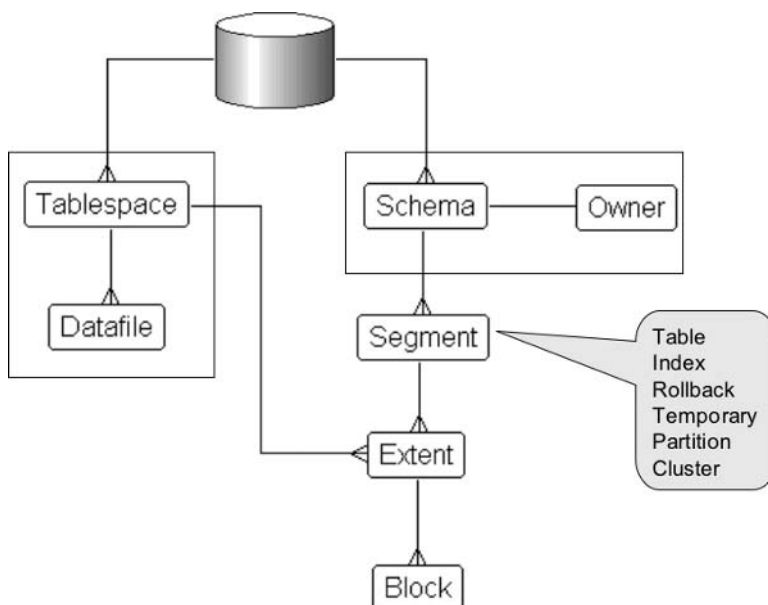 Tablespace
Schema
Owner
Datafile
Segment
Table
Index
Rollback
Temporary
Partition
Cluster
Extent
Block